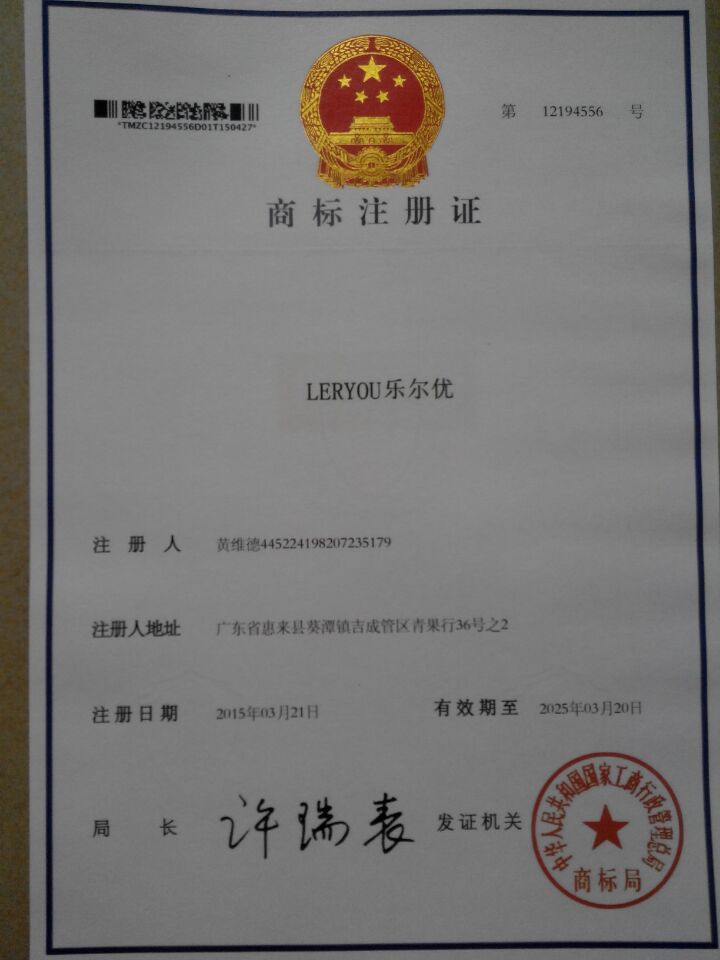 *TMZC12194556D01T150427*
第 12194556 号
商标注册证
LERYOU乐尔优
注册人 黄维德445224198207235179
注册人地址 广东省惠来县葵潭镇吉成管区青果行36号之2
注册日期 2015年03月21日 有效期至 2025年03月20日
局长 许瑞表 发证机关
中华人民共和国国家工商行政管理总局
商标局